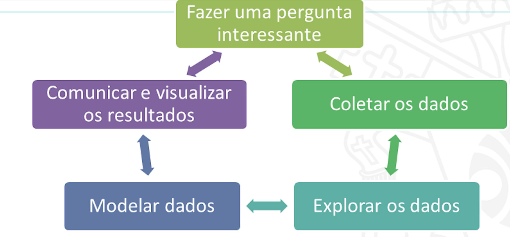 Fazer uma pergunta
interessante
Comunicar e visualizar
os resultados
Coletar os dados
Modelar dados
Explorar os dados